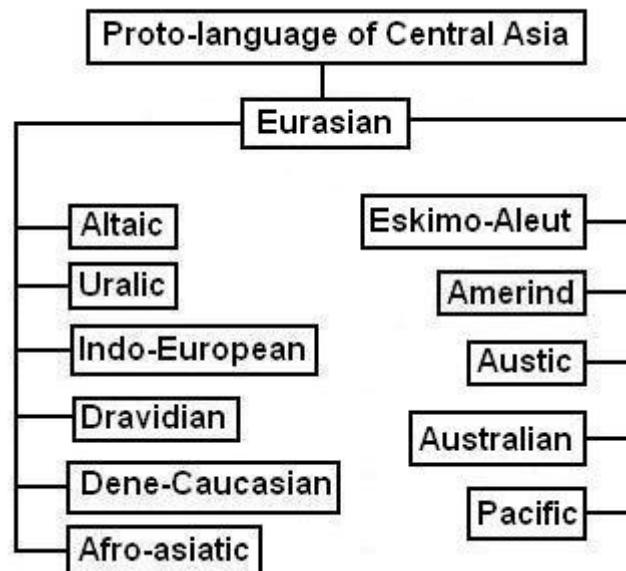 Proto-language of Central Asia
Eurasian
Altaic
Uralic
Indo-European
Dravidian
Dene-Caucasian
Afro-asiatic
Eskimo-Aleut
Amerind
Austic
Australian
Pacific